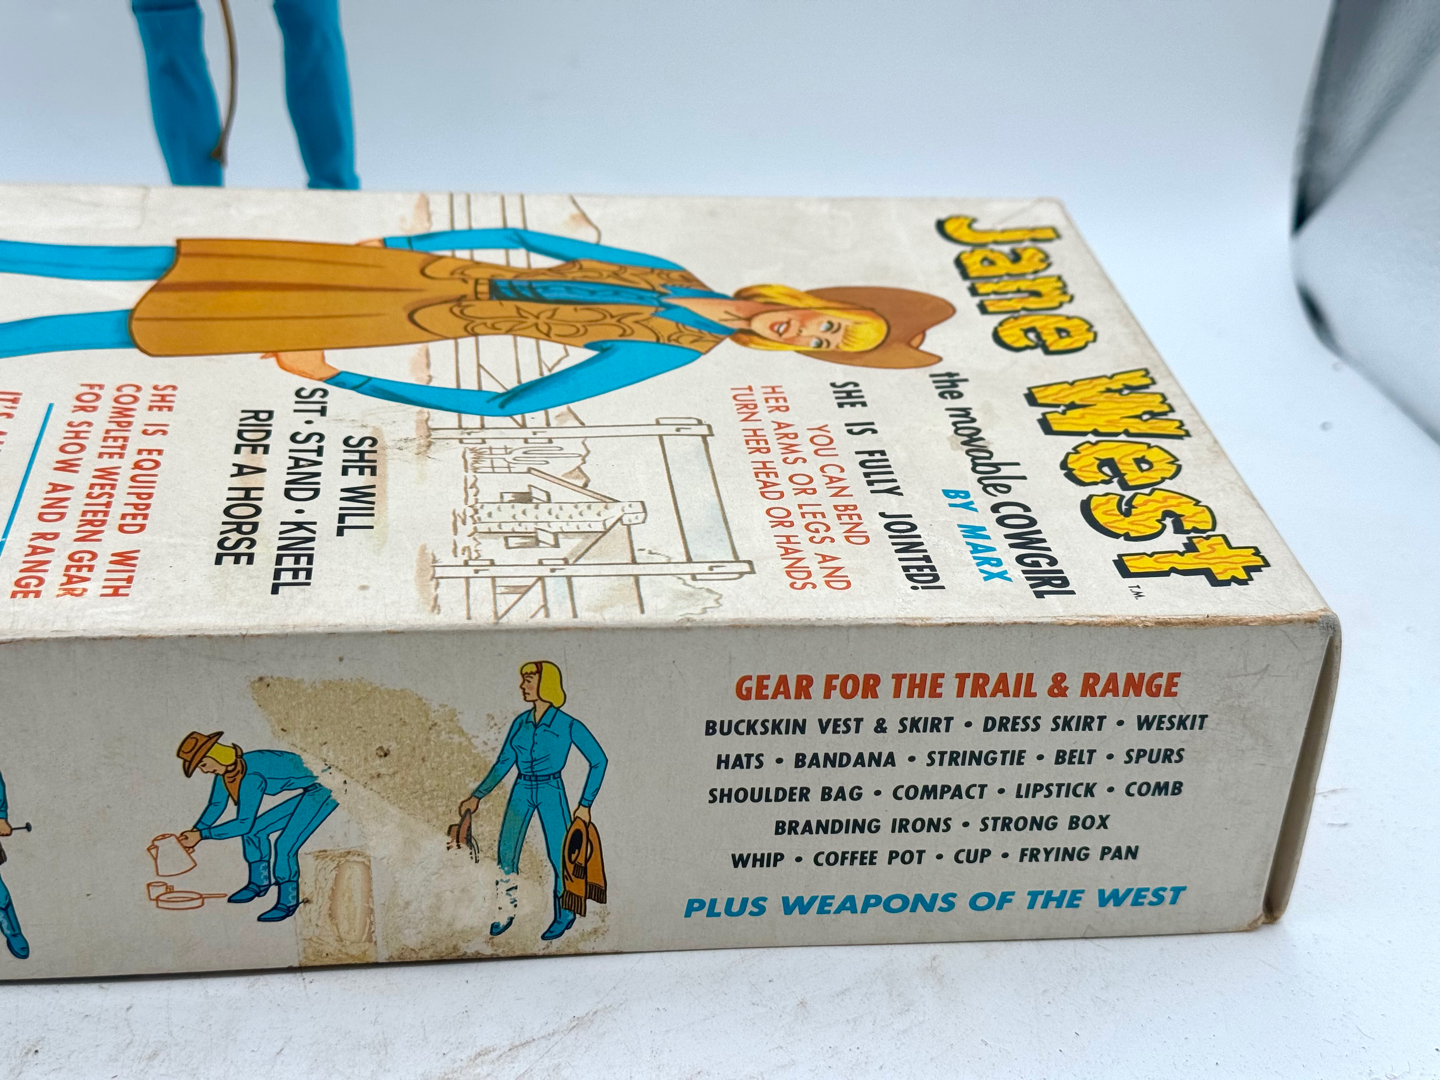 Jane West
T.M.
the movable COWGIRL
BY MARX
SHE IS FULLY JOINTED!
YOU CAN BEND
HER ARMS OR LEGS AND
TURN HER HEAD OR HANDS
SHE WILL
SIT • STAND • KNEEL
RIDE A HORSE
SHE IS EQUIPPED WITH
COMPLETE WESTERN GEAR
FOR SHOW AND RANGE
GEAR FOR THE TRAIL & RANGE
BUCKSKIN VEST & SKIRT • DRESS SKIRT • WESKIT
HATS • BANDANA • STRINGTIE • BELT • SPURS
SHOULDER BAG • COMPACT • LIPSTICK • COMB
BRANDING IRONS • STRONG BOX
WHIP • COFFEE POT • CUP • FRYING PAN
PLUS WEAPONS OF THE WEST